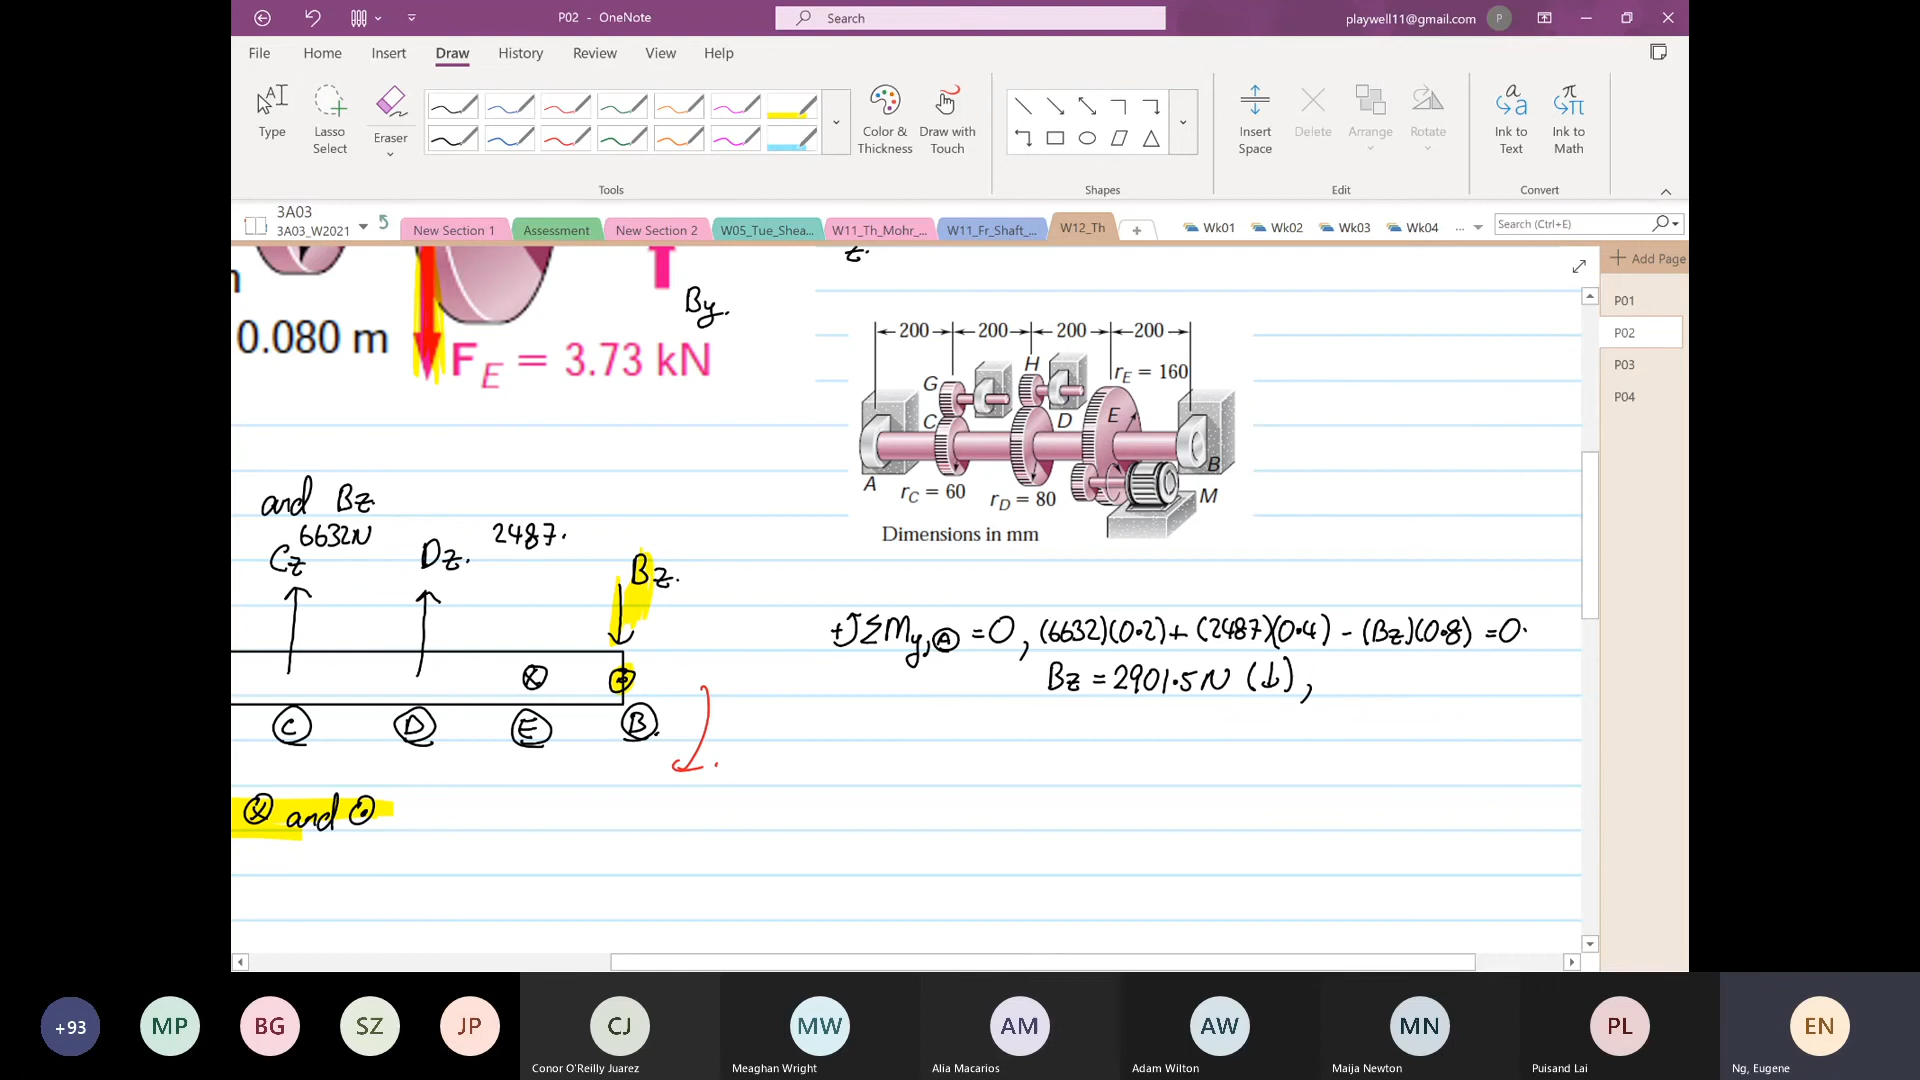 P02 - OneNote
Search
playwell11@gmail.com
P
File
Home
Insert
Draw
History
Review
View
Help
Type
Lasso
Select
Eraser
Color &
Thickness
Draw with
Touch
Insert
Space
Delete
Arrange
Rotate
Ink to
Text
Ink to
Math
Tools
Shapes
Edit
Convert
3A03
3A03_W2021
New Section 1
Assessment
New Section 2
W05_Tue_Shea...
W11_Th_Mohr_...
W11_Fr_Shaft_...
W12_Th
Wk01
Wk02
Wk03
Wk04
...
Search (Ctrl+E)
Add Page
P01
P02
P03
P04
z.
By.
0.080 m
F_E = 3.73 kN
200
200
200
200
H
r_E = 160
G
C
D
E
B
A
r_C = 60
r_D = 80
M
Dimensions in mm
and Bz
6632N
2487.
Cz
Dz.
Bz.
+ ΣMy,Ⓐ = 0, (6632)(0.2) + (2487)(0.4) - (Bz)(0.8) = 0.
Bz = 2901.5 N (↓),
C
D
E
B.
⊗ and ⊙
+93
MP
BG
SZ
JP
CJ
MW
AM
AW
MN
PL
EN
Conor O'Reilly Juarez
Meaghan Wright
Alia Macarios
Adam Wilton
Maija Newton
Puisand Lai
Ng, Eugene